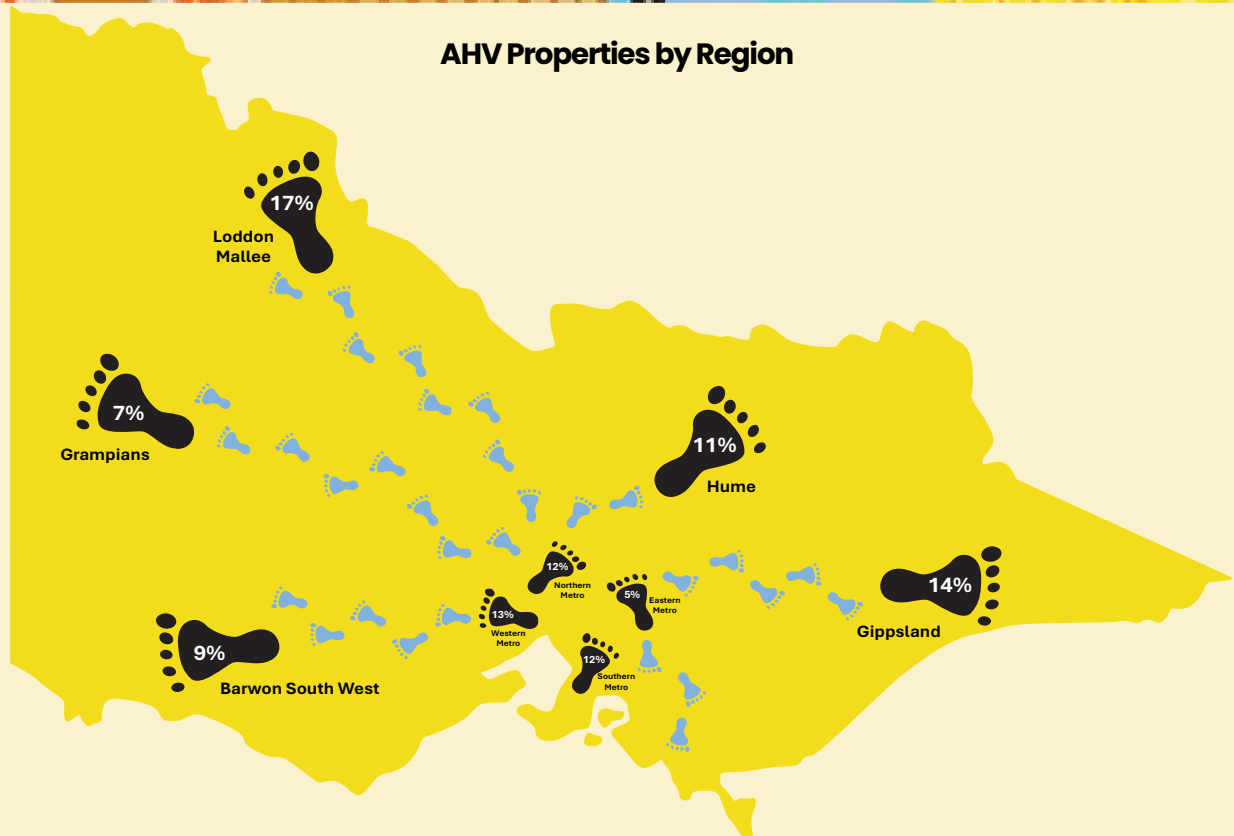 AHV Properties by Region
17%
Loddon
Mallee
7%
Grampians
11%
Hume
12%
Northern
Metro
5%
Eastern
Metro
14%
Gippsland
13%
Western
Metro
9%
Barwon South West
12%
Southern
Metro